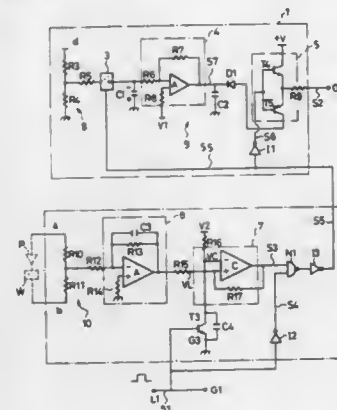 1
d
4
5
R3
R7
+V
3
S7
T4
R5
R6
A
D1
R9
C
R4
C1
R8
C2
T5
S2
8
V1
S6
9
I1
S5
6
a
C3
V2
7
S5
P
R13
R16
R10
R12
R15
VC
S3
N1
I3
A
C
R14
VL
W
R11
R17
S4
b
T3
C4
10
G3
I2
L1
G1
S1